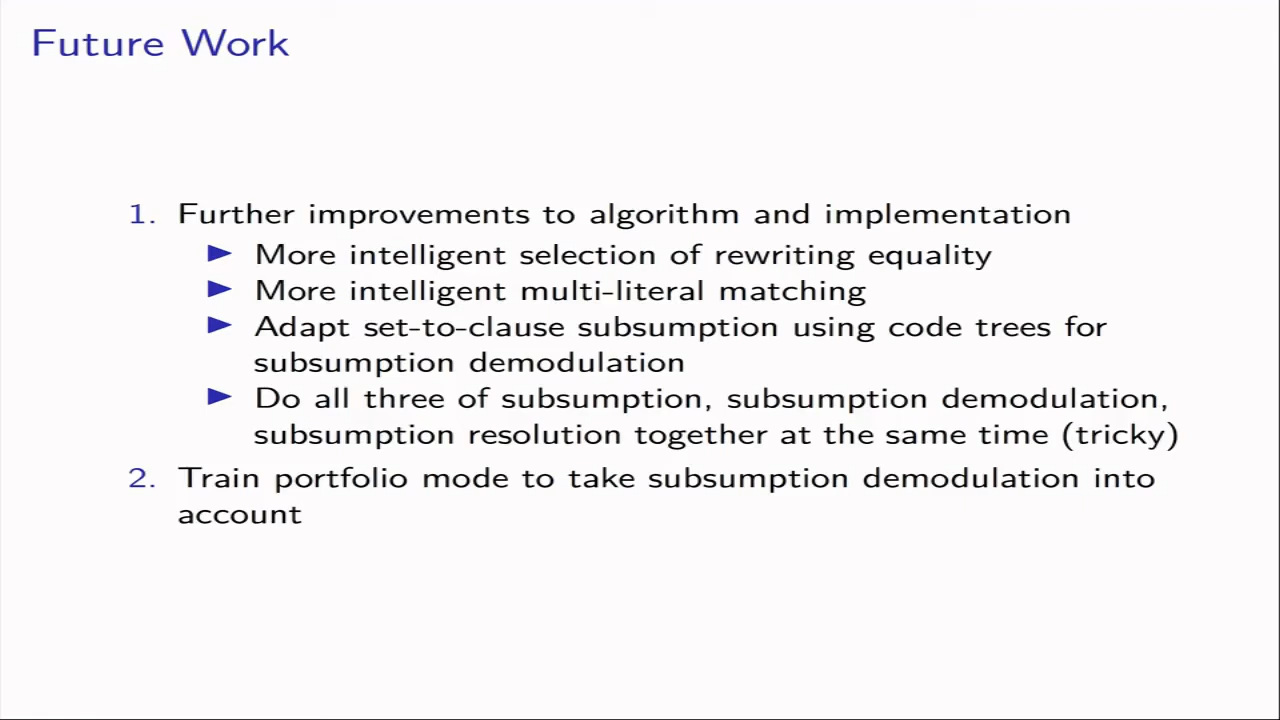 Future Work
1. Further improvements to algorithm and implementation
▶ More intelligent selection of rewriting equality
▶ More intelligent multi-literal matching
▶ Adapt set-to-clause subsumption using code trees for
subsumption demodulation
▶ Do all three of subsumption, subsumption demodulation,
subsumption resolution together at the same time (tricky)
2. Train portfolio mode to take subsumption demodulation into
account